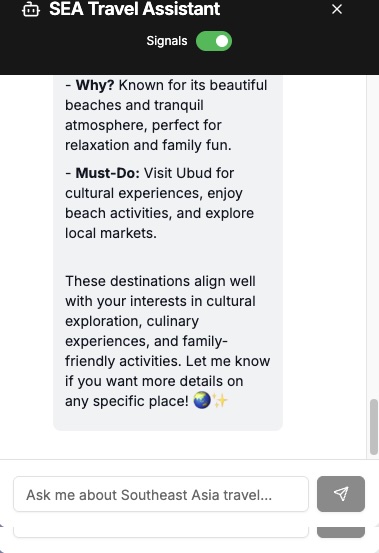 SEA Travel Assistant
Signals
- Why? Known for its beautiful
beaches and tranquil
atmosphere, perfect for
relaxation and family fun.
- Must-Do: Visit Ubud for
cultural experiences, enjoy
beach activities, and explore
local markets.
These destinations align well
with your interests in cultural
exploration, culinary
experiences, and family-
friendly activities. Let me know
if you want more details on
any specific place! 🌏✨
Ask me about Southeast Asia travel...